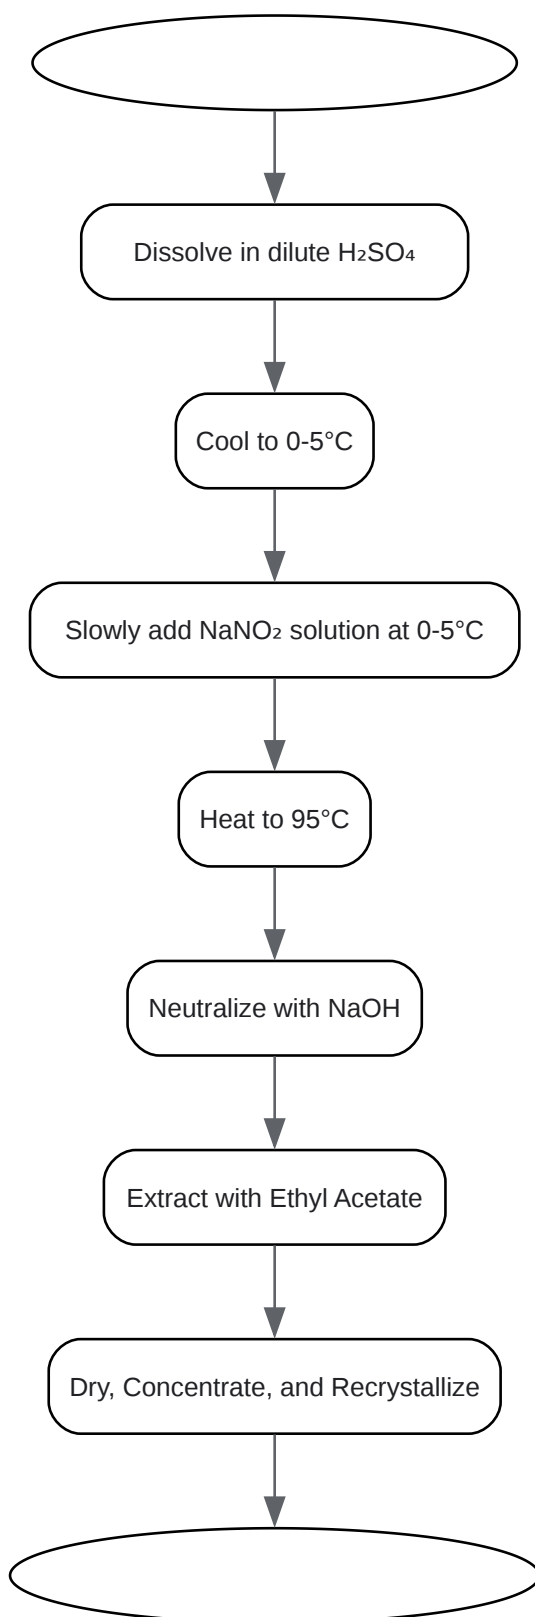 Dissolve in dilute H₂SO₄
Cool to 0-5°C
Slowly add NaNO₂ solution at 0-5°C
Heat to 95°C
Neutralize with NaOH
Extract with Ethyl Acetate
Dry, Concentrate, and Recrystallize